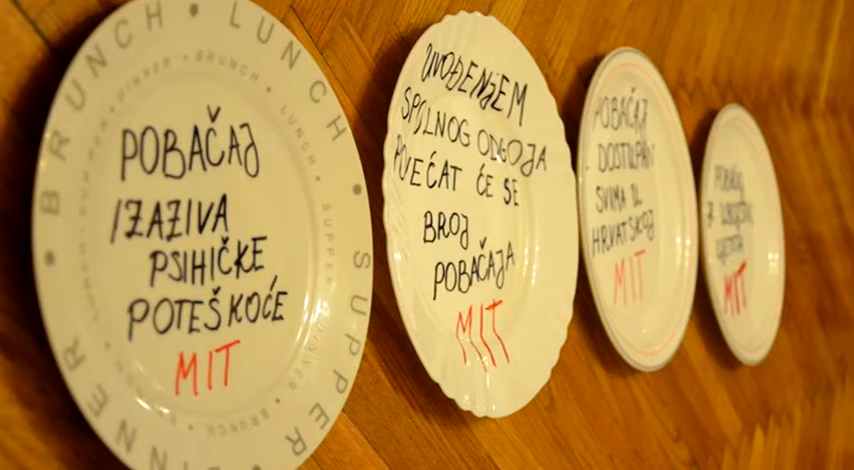 BRUNCH • LUNCH • SUPPER
DINNER
POBAČAJ
IZAZIVA
PSIHIČKE
POTEŠKOĆE
MIT
UVOĐENJEM
SPOLNOG ODGOJA
POVEĆAT ĆE SE
BROJ
POBAČAJA
MIT
POBAČAJ
DOSTUPAN
SVIMA U
HRVATSKOJ
MIT
POBAČAJ
MIT